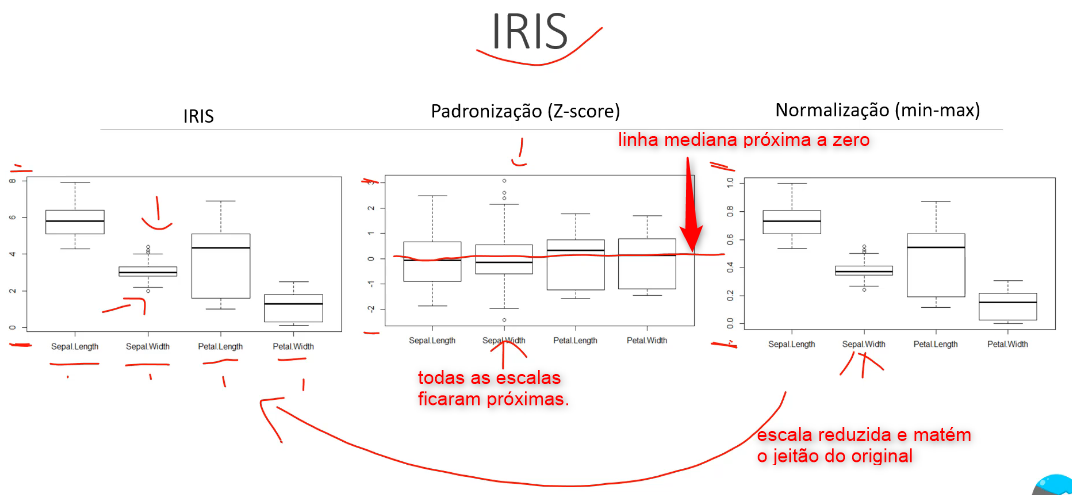 IRIS
IRIS
Padronização (Z-score)
Normalização (min-max)
linha mediana próxima a zero
8
6
4
2
0
Sepal.Length Sepal.Width Petal.Length Petal.Width
3
2
1
0
-1
-2
Sepal.Length Sepal.Width Petal.Length Petal.Width
1.0
0.8
0.6
0.4
0.2
0.0
Sepal.Length Sepal.Width Petal.Length Petal.Width
todas as escalas
ficaram próximas.
escala reduzida e matém
o jeitão do original